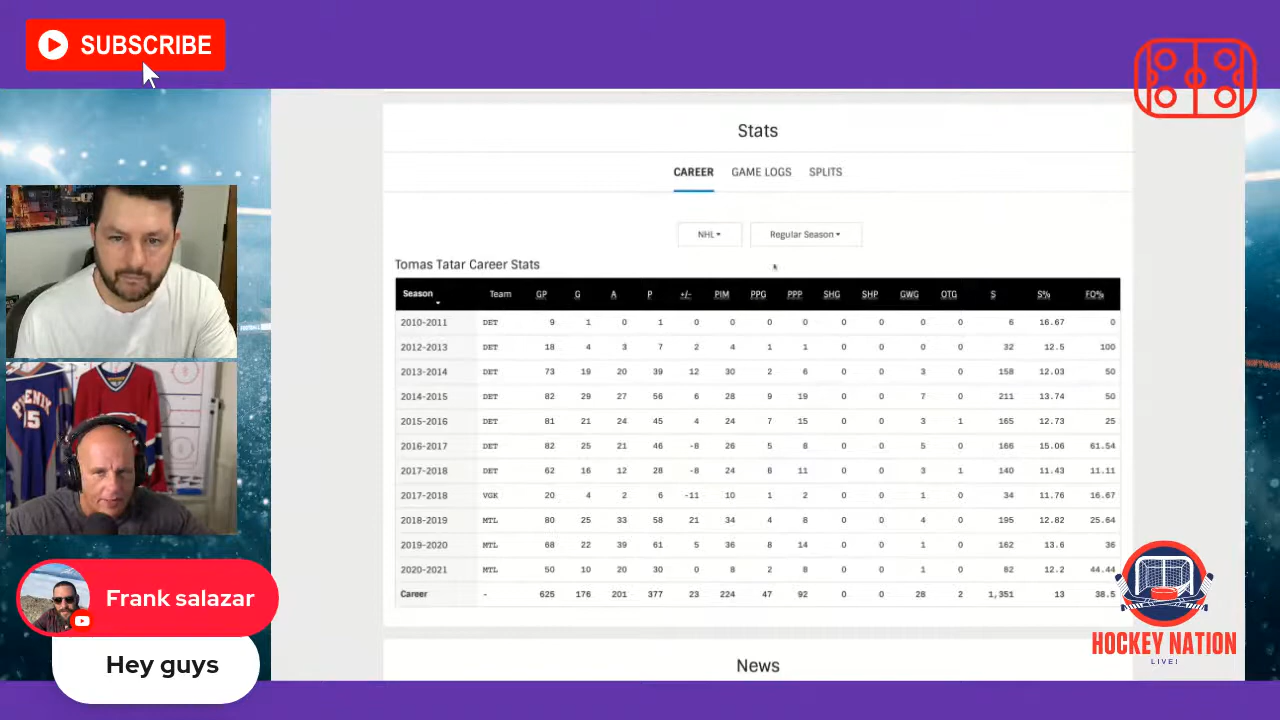 SUBSCRIBE
Stats
CAREER GAME LOGS SPLITS
NHL Regular Season
Tomas Tatar Career Stats
Season Team GP G A P +/- PIM PPG PPP SHG SHP GWG OTG S S% FO%
2010-2011 DET 9 1 0 1 0 0 0 0 0 0 0 0 6 16.67 0
2012-2013 DET 18 4 3 7 2 4 1 1 0 0 0 0 32 12.5 100
2013-2014 DET 73 19 20 39 12 30 2 6 0 0 3 0 158 12.03 50
2014-2015 DET 82 29 27 56 6 28 9 19 0 0 7 0 211 13.74 50
2015-2016 DET 81 21 24 45 4 24 7 15 0 0 3 1 165 12.73 25
2016-2017 DET 82 25 21 46 -8 26 5 8 0 0 5 0 166 15.06 61.54
2017-2018 DET 62 16 12 28 -8 24 8 11 0 0 3 1 140 11.43 11.11
2017-2018 VGK 20 4 2 6 -11 10 1 2 0 0 1 0 34 11.76 16.67
2018-2019 MTL 80 25 33 58 21 34 4 8 0 0 4 0 195 12.82 25.64
2019-2020 MTL 68 22 39 61 5 36 8 14 0 0 1 0 162 13.6 36
2020-2021 MTL 50 10 20 30 0 8 2 8 0 0 1 0 82 12.2 44.44
Career - 625 176 201 377 23 224 47 92 0 0 28 2 1,351 13 38.5
News
PHOENIX
15
Frank salazar
Hey guys
HOCKEY NATION
LIVE!